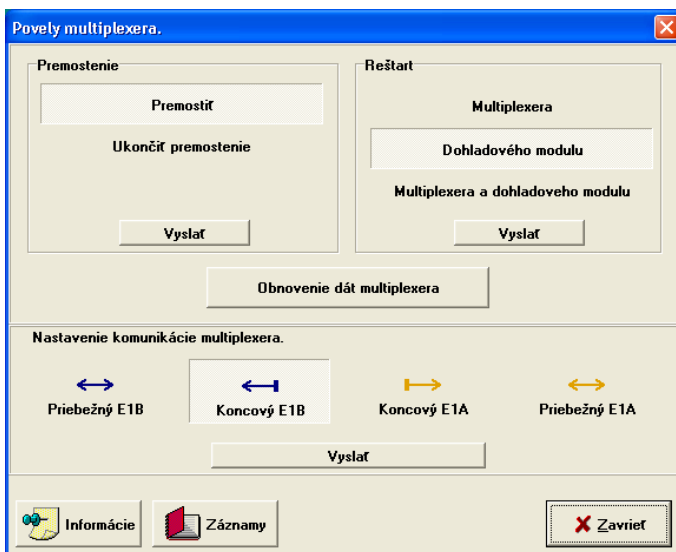 Povely multiplexera.
Premostenie
Premostiť
Ukončiť premostenie
Vyslať
Reštart
Multiplexera
Dohladového modulu
Multiplexera a dohladoveho modulu
Vyslať
Obnovenie dát multiplexera
Nastavenie komunikácie multiplexera.
Priebežný E1B
Koncový E1B
Koncový E1A
Priebežný E1A
Vyslať
Informácie
Záznamy
Zavrieť